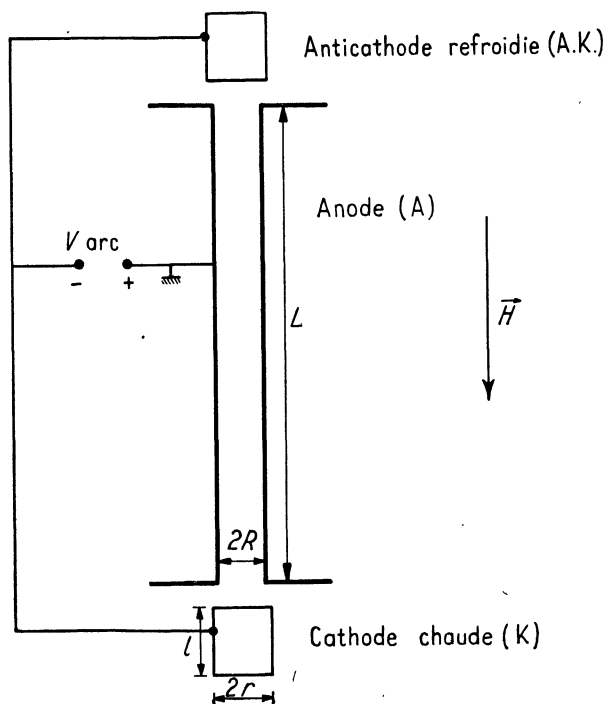 Anticathode refroidie (A.K.)
Anode (A)
V arc
- +
L
H
2R
l
Cathode chaude (K)
2r